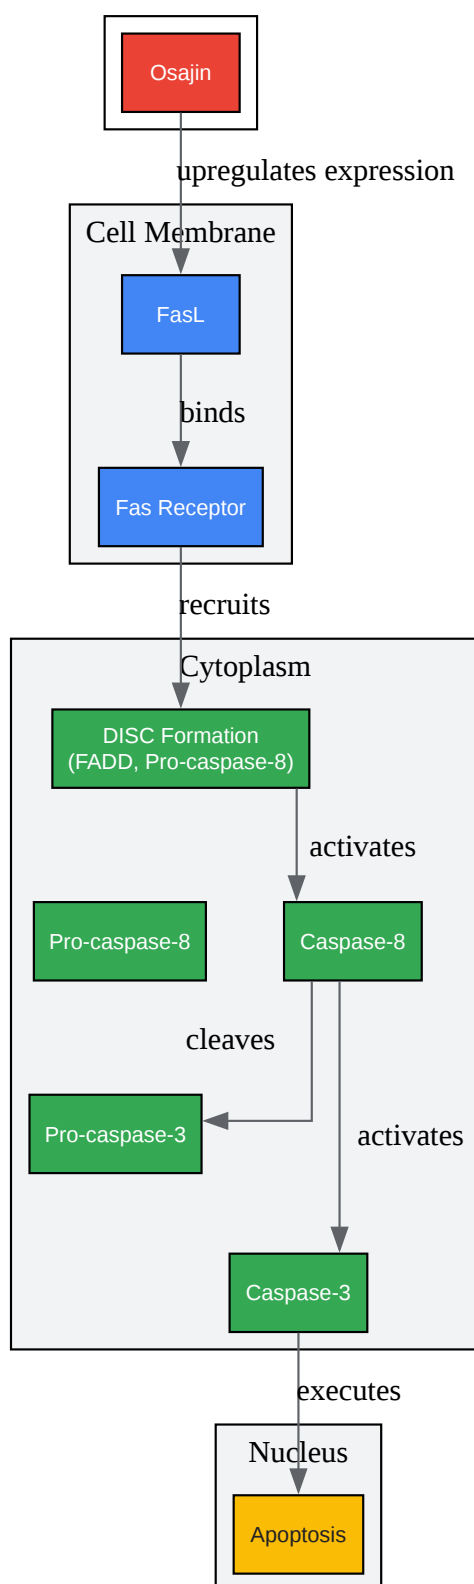 Osajin
upregulates expression
Cell Membrane
FasL
binds
Fas Receptor
recruits
Cytoplasm
DISC Formation
(FADD, Pro-caspase-8)
activates
Pro-caspase-8
Caspase-8
cleaves
Pro-caspase-3
activates
Caspase-3
executes
Nucleus
Apoptosis